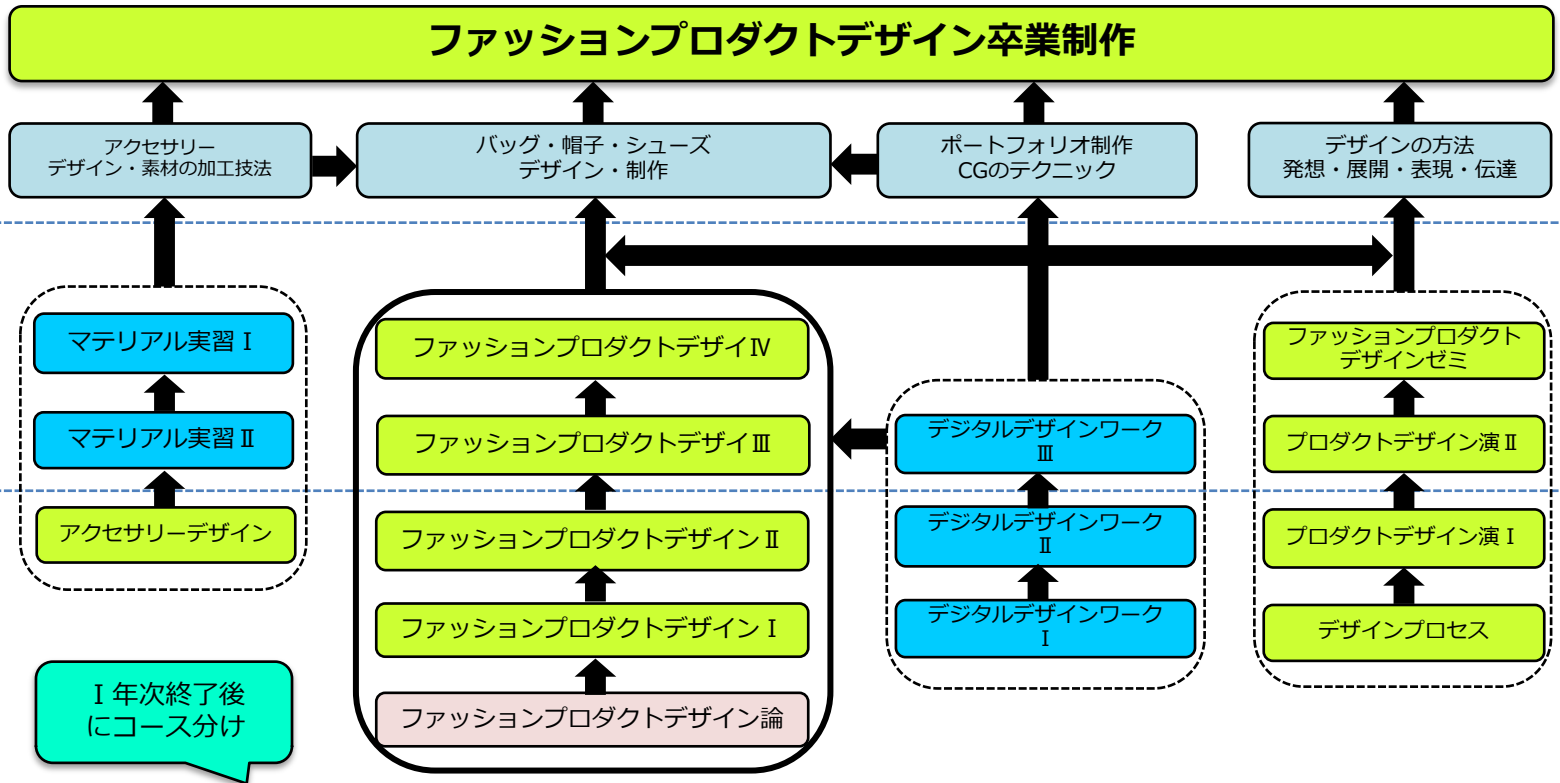 ファッションプロダクトデザイン卒業制作
アクセサリー
デザイン・素材の加工技法
バッグ・帽子・シューズ
デザイン・制作
ポートフォリオ制作
CGのテクニック
デザインの方法
発想・展開・表現・伝達
マテリアル実習Ⅰ
マテリアル実習Ⅱ
アクセサリーデザイン
ファッションプロダクトデザイⅣ
ファッションプロダクトデザイⅢ
ファッションプロダクトデザインⅡ
ファッションプロダクトデザインⅠ
ファッションプロダクトデザイン論
デジタルデザインワーク
Ⅲ
デジタルデザインワーク
Ⅱ
デジタルデザインワーク
Ⅰ
ファッションプロダクト
デザインゼミ
プロダクトデザイン演Ⅱ
プロダクトデザイン演Ⅰ
デザインプロセス
Ⅰ年次終了後
にコース分け